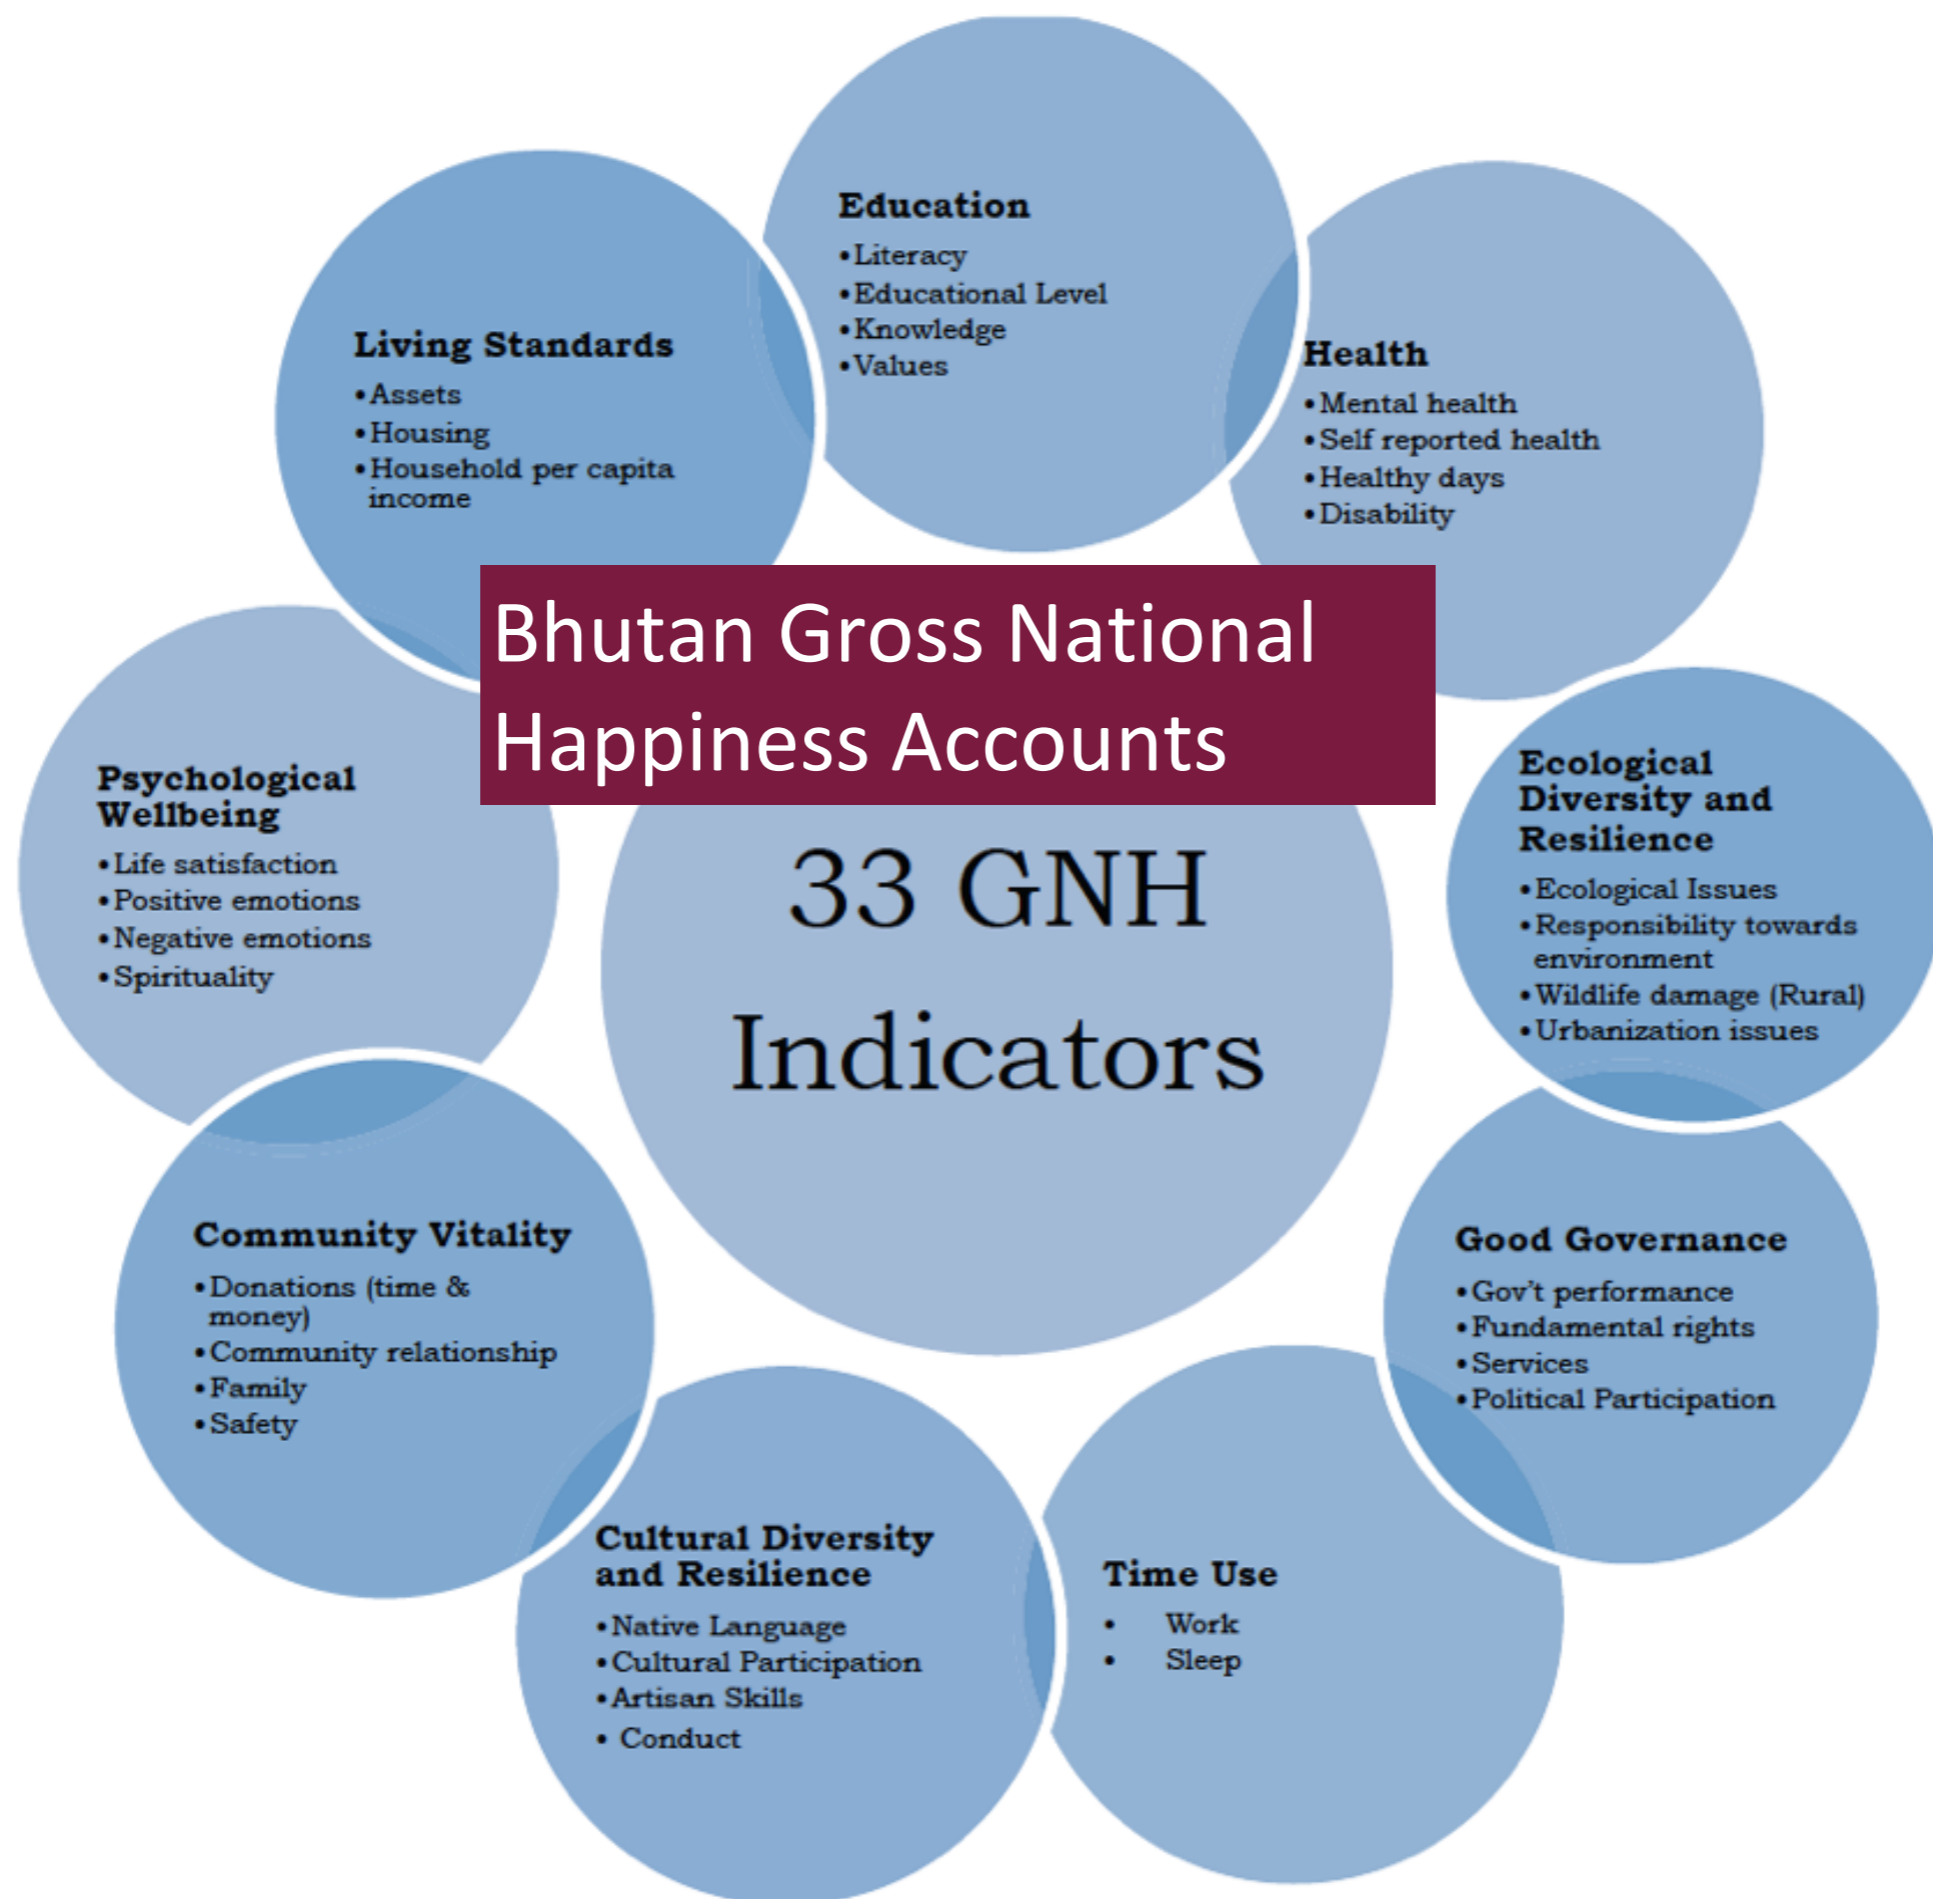 Education
•Literacy
•Educational Level
•Knowledge
•Values
Living Standards
•Assets
•Housing
•Household per capita
income
Health
•Mental health
•Self reported health
•Healthy days
•Disability
Bhutan Gross National
Happiness Accounts
33 GNH
Indicators
Psychological
Wellbeing
•Life satisfaction
•Positive emotions
•Negative emotions
•Spirituality
Ecological
Diversity and
Resilience
•Ecological Issues
•Responsibility towards
environment
•Wildlife damage (Rural)
•Urbanization issues
Community Vitality
•Donations (time &
money)
•Community relationship
•Family
•Safety
Good Governance
•Gov't performance
•Fundamental rights
•Services
•Political Participation
Cultural Diversity
and Resilience
•Native Language
•Cultural Participation
•Artisan Skills
• Conduct
Time Use
• Work
• Sleep